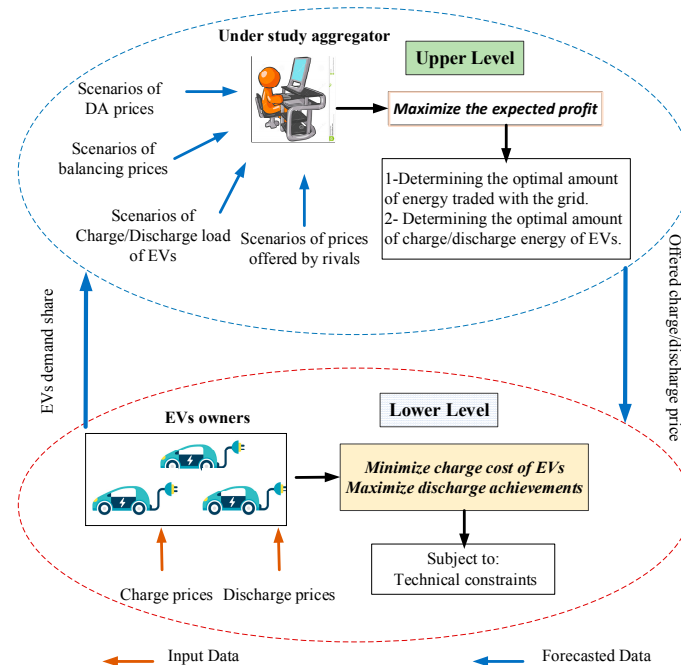 Under study aggregator
Upper Level
Scenarios of
DA prices
Maximize the expected profit
Scenarios of
balancing prices
1-Determining the optimal amount
of energy traded with the grid.
2- Determining the optimal amount
of charge/discharge energy of EVs.
Scenarios of
Charge/Discharge load
of EVs
Scenarios of prices
offered by rivals
EVs demand share
Offered charge/discharge
price
Lower Level
EVs owners
Minimize charge cost of EVs
Maximize discharge achievements
Subject to:
Technical constraints
Charge prices
Discharge prices
Input Data
Forecasted Data